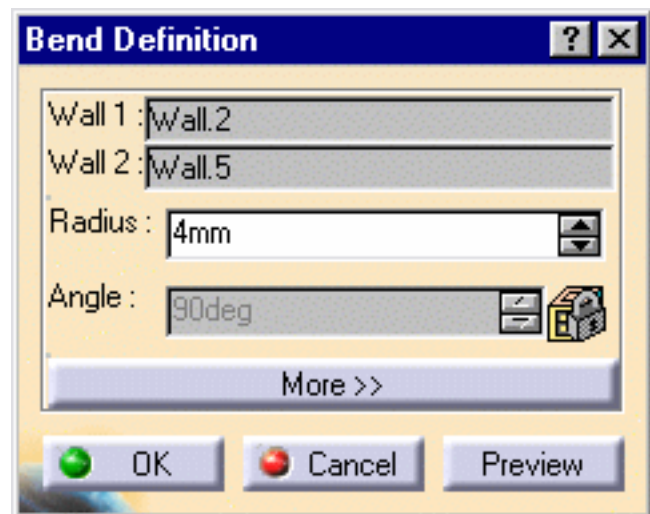 Bend Definition ? X
Wall 1 : Wall.2
Wall 2 : Wall.5
Radius : 4mm
Angle : 90deg
More >>
OK Cancel Preview